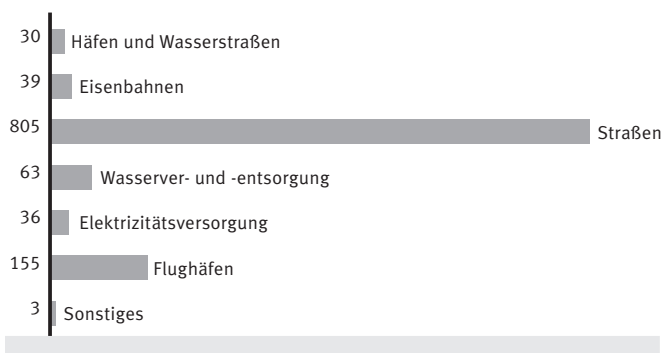 30 Häfen und Wasserstraßen
39 Eisenbahnen
805 Straßen
63 Wasserver- und -entsorgung
36 Elektrizitätsversorgung
155 Flughäfen
3 Sonstiges